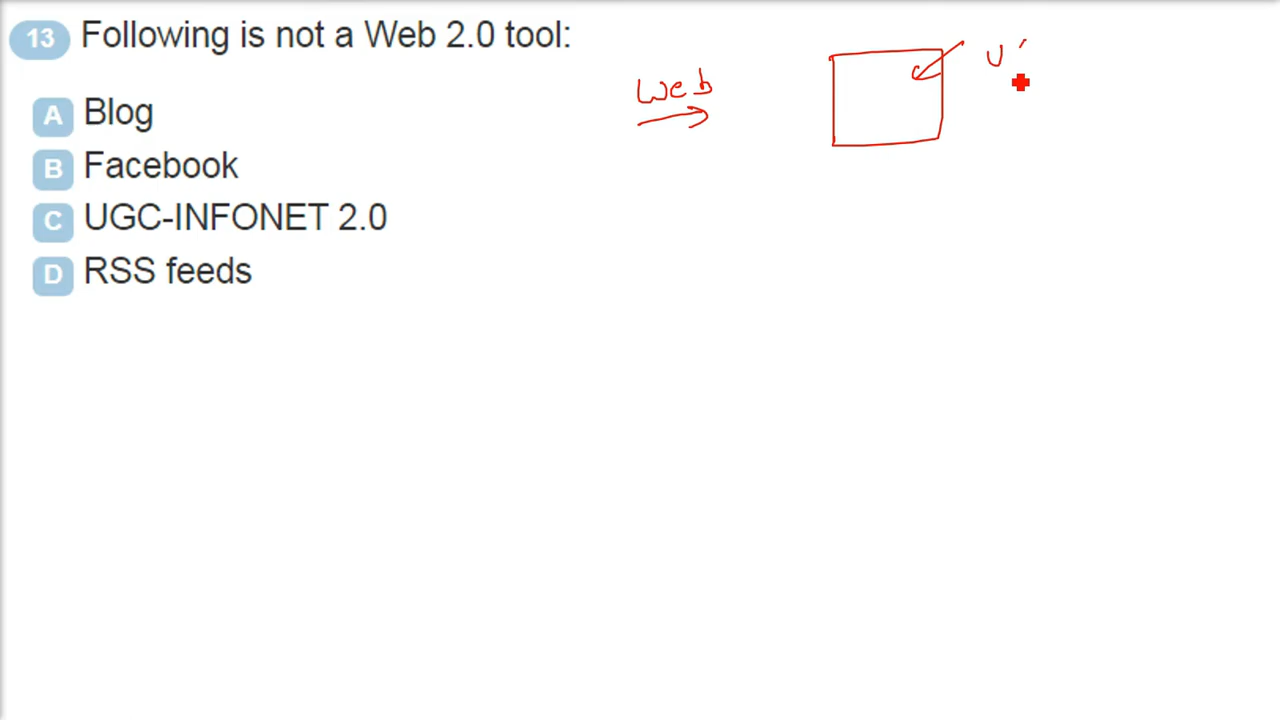 13 Following is not a Web 2.0 tool:
Web
A Blog
B Facebook
C UGC-INFONET 2.0
D RSS feeds